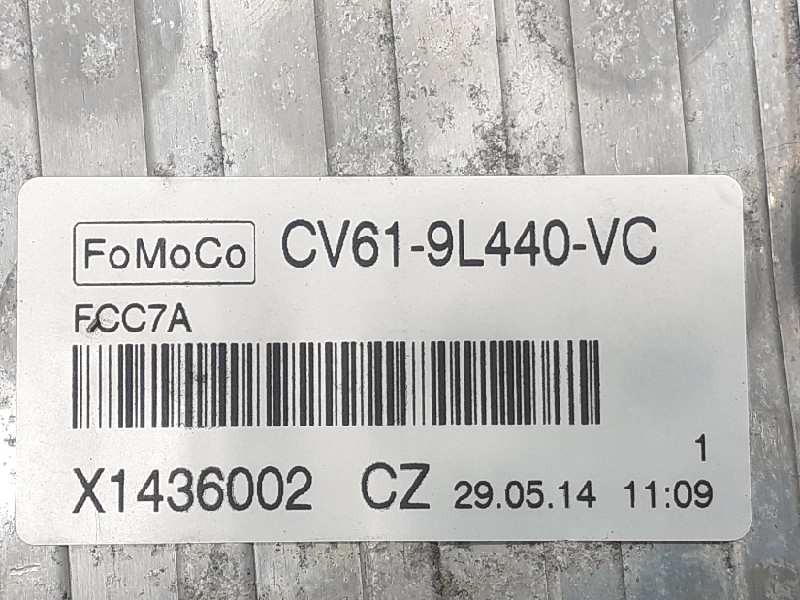 FoMoCo CV61-9L440-VC
FCC7A
1
X1436002 CZ 29.05.14 11:09